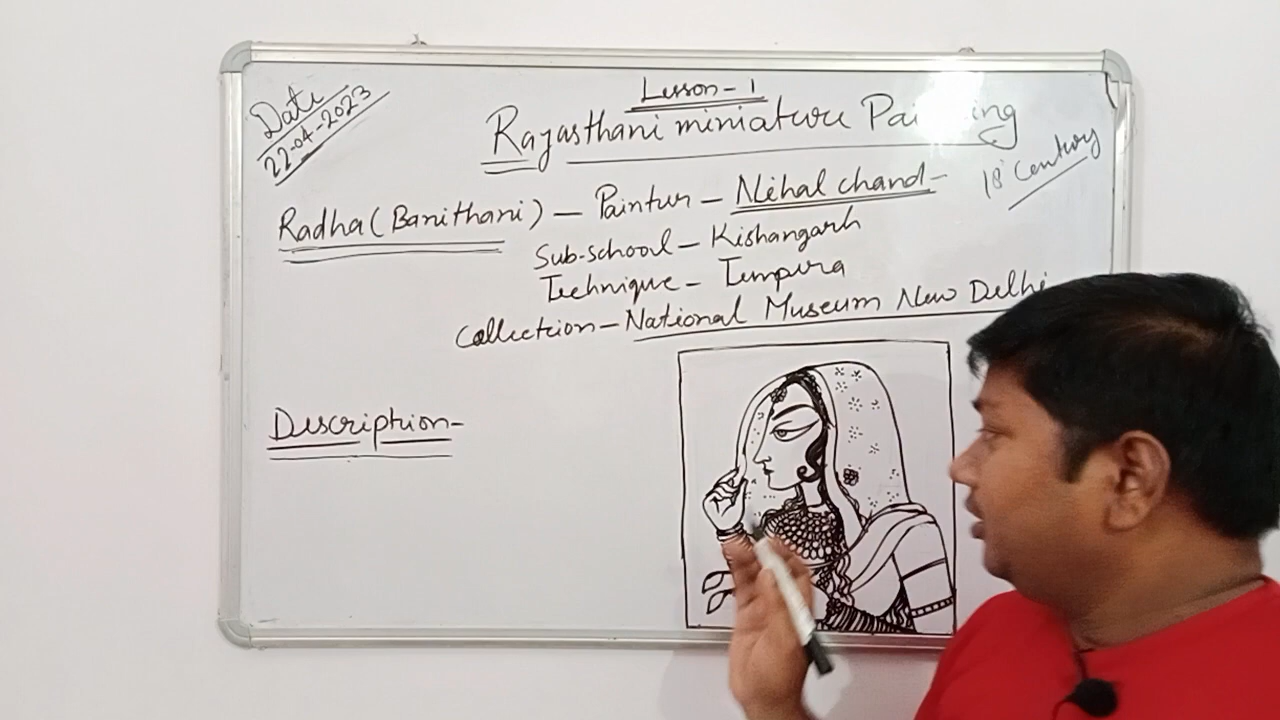 Date
22-04-2023
Lesson - 1
Rajasthani miniature Painting
18th Century
Radha (Banithani) - Painter - Nihal chand -
Sub-school - Kishangarh
Technique - Tempera
Collection - National Museum New Delhi
Description -